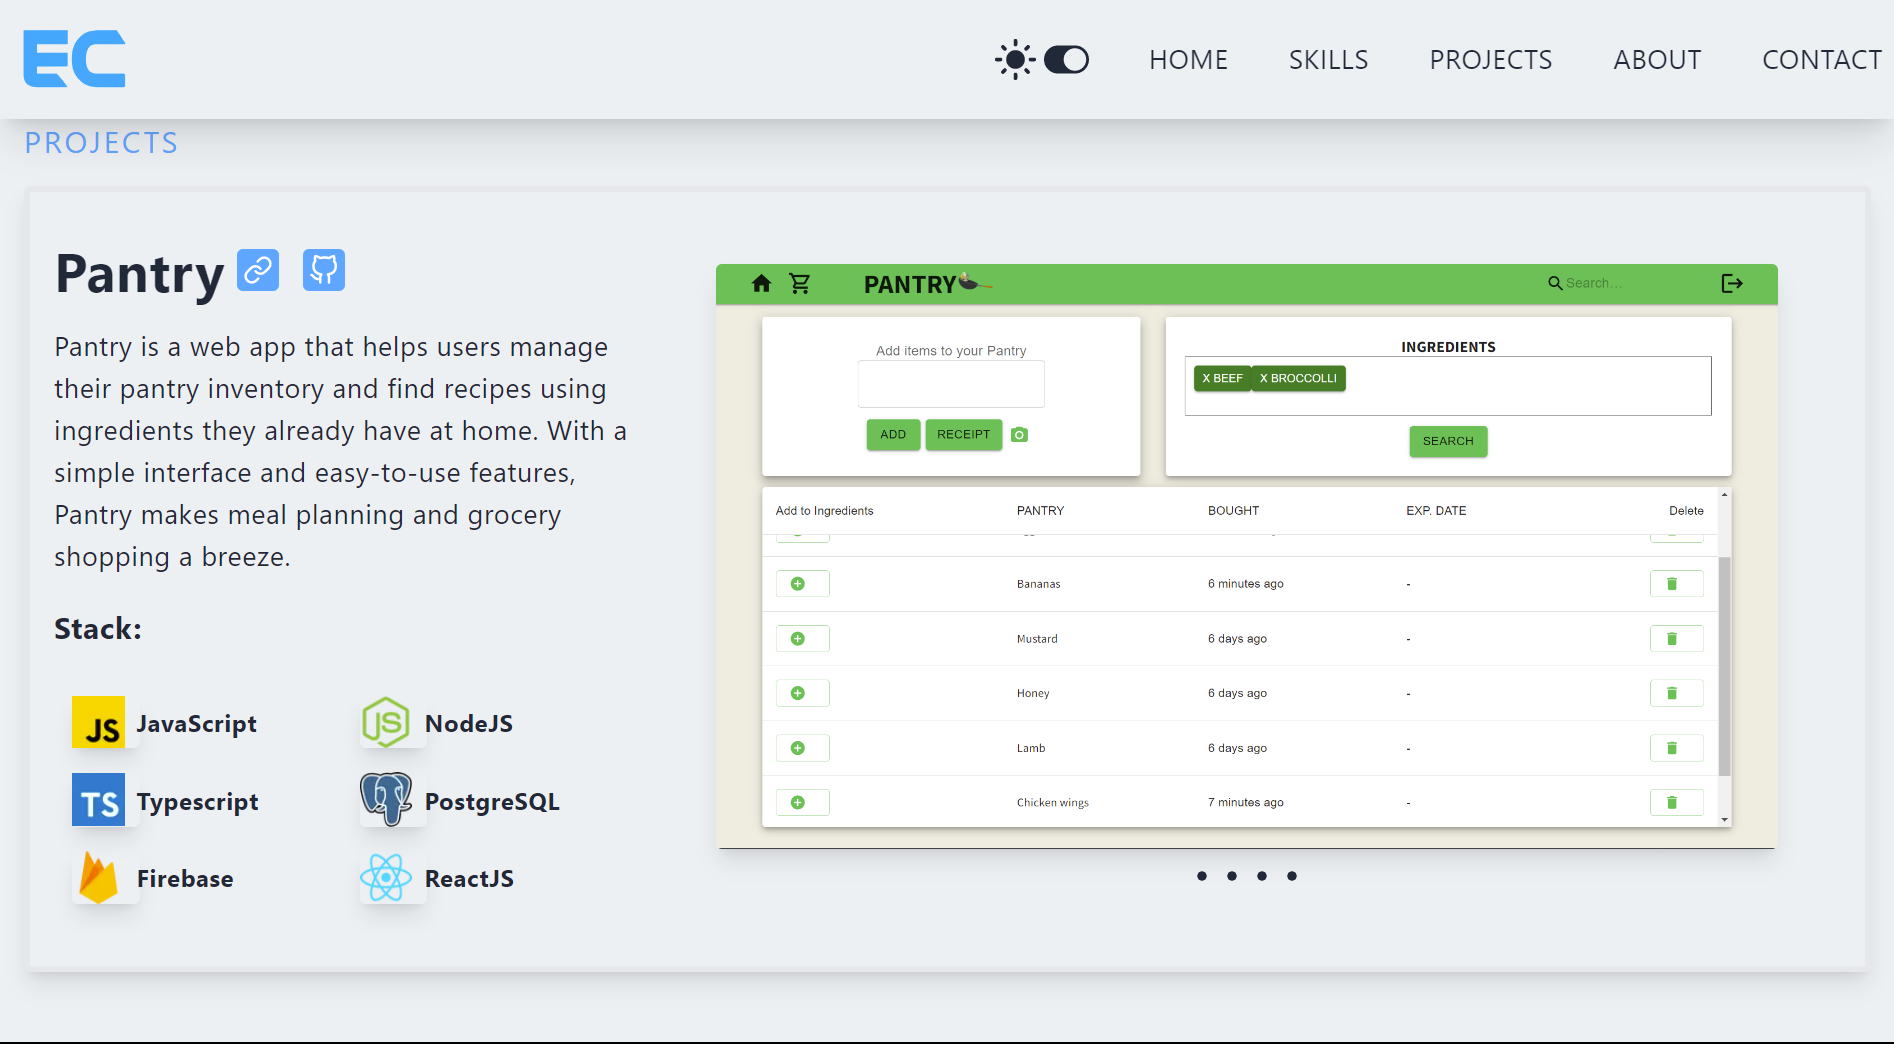 EC
HOME SKILLS PROJECTS ABOUT CONTACT
PROJECTS
Pantry
Pantry is a web app that helps users manage
their pantry inventory and find recipes using
ingredients they already have at home. With a
simple interface and easy-to-use features,
Pantry makes meal planning and grocery
shopping a breeze.
Stack:
JS JavaScript
JS NodeJS
TS Typescript
PostgreSQL
Firebase
ReactJS
PANTRY
Search...
Add items to your Pantry
ADD RECEIPT
INGREDIENTS
X BEEF X BROCCOLLI
SEARCH
Add to Ingredients PANTRY BOUGHT EXP. DATE Delete
Bananas 6 minutes ago -
Mustard 6 days ago -
Honey 6 days ago -
Lamb 6 days ago -
Chicken wings 7 minutes ago -